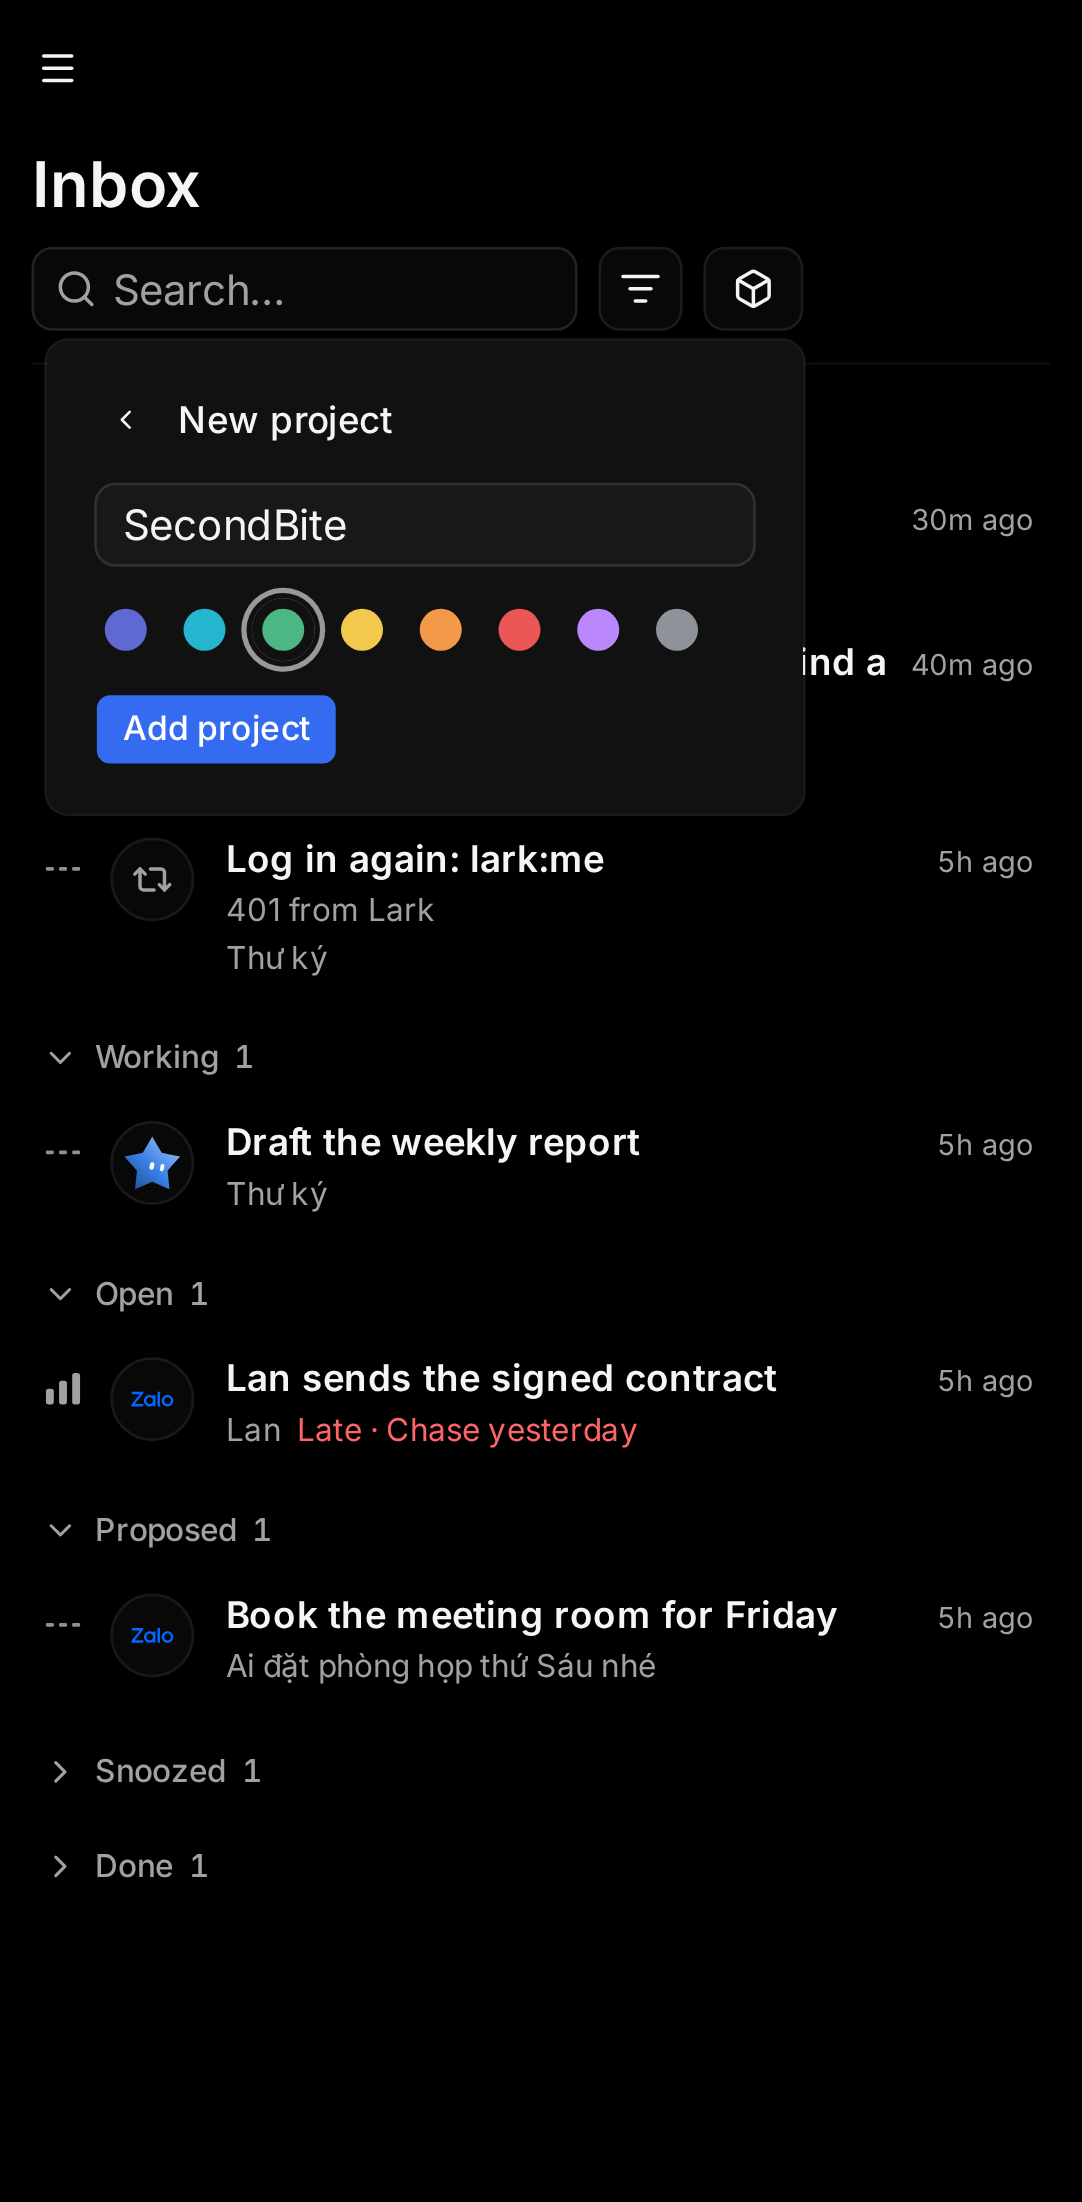 Inbox
Search...
New project
SecondBite
30m ago
ind a 40m ago
Add project
Log in again: lark:me 5h ago
401 from Lark
Thư ký
Working 1
Draft the weekly report 5h ago
Thư ký
Open 1
Zalo Lan sends the signed contract 5h ago
Lan Late · Chase yesterday
Proposed 1
Zalo Book the meeting room for Friday 5h ago
Ai đặt phòng họp thứ Sáu nhé
Snoozed 1
Done 1